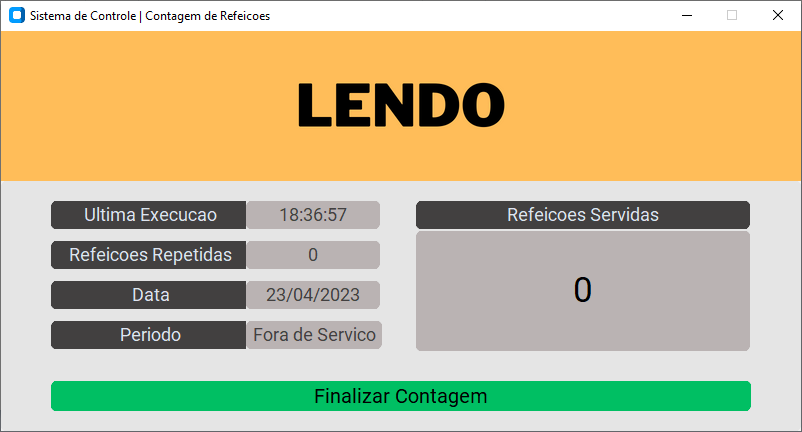 Sistema de Controle | Contagem de Refeicoes
LENDO
Ultima Execucao 18:36:57
Refeicoes Repetidas 0
Data 23/04/2023
Periodo Fora de Servico
Refeicoes Servidas
0
Finalizar Contagem